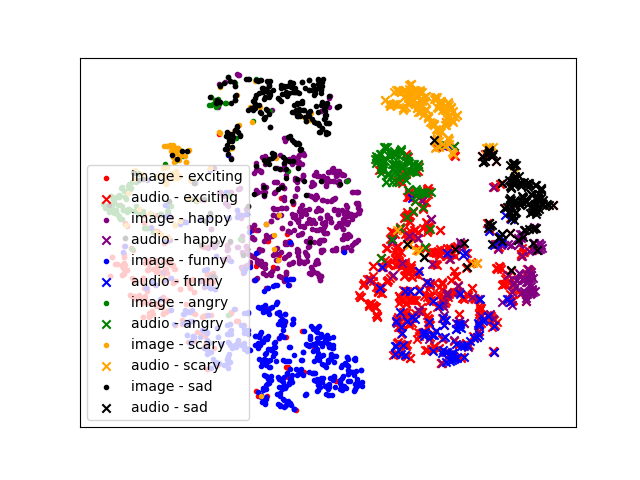 image - exciting
audio - exciting
image - happy
audio - happy
image - funny
audio - funny
image - angry
audio - angry
image - scary
audio - scary
image - sad
audio - sad